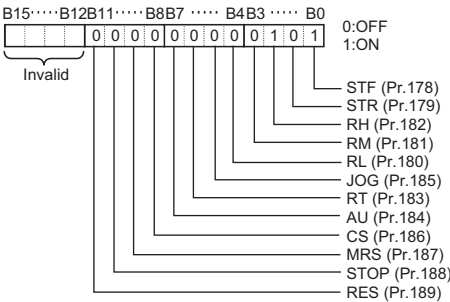 B15 ····· B12B11 ····· B8B7 ····· B4B3 ····· B0
0 0 0 0 0 0 0 0 0 1 0 1
0:OFF
1:ON
Invalid
STF (Pr.178)
STR (Pr.179)
RH (Pr.182)
RM (Pr.181)
RL (Pr.180)
JOG (Pr.185)
RT (Pr.183)
AU (Pr.184)
CS (Pr.186)
MRS (Pr.187)
STOP (Pr.188)
RES (Pr.189)